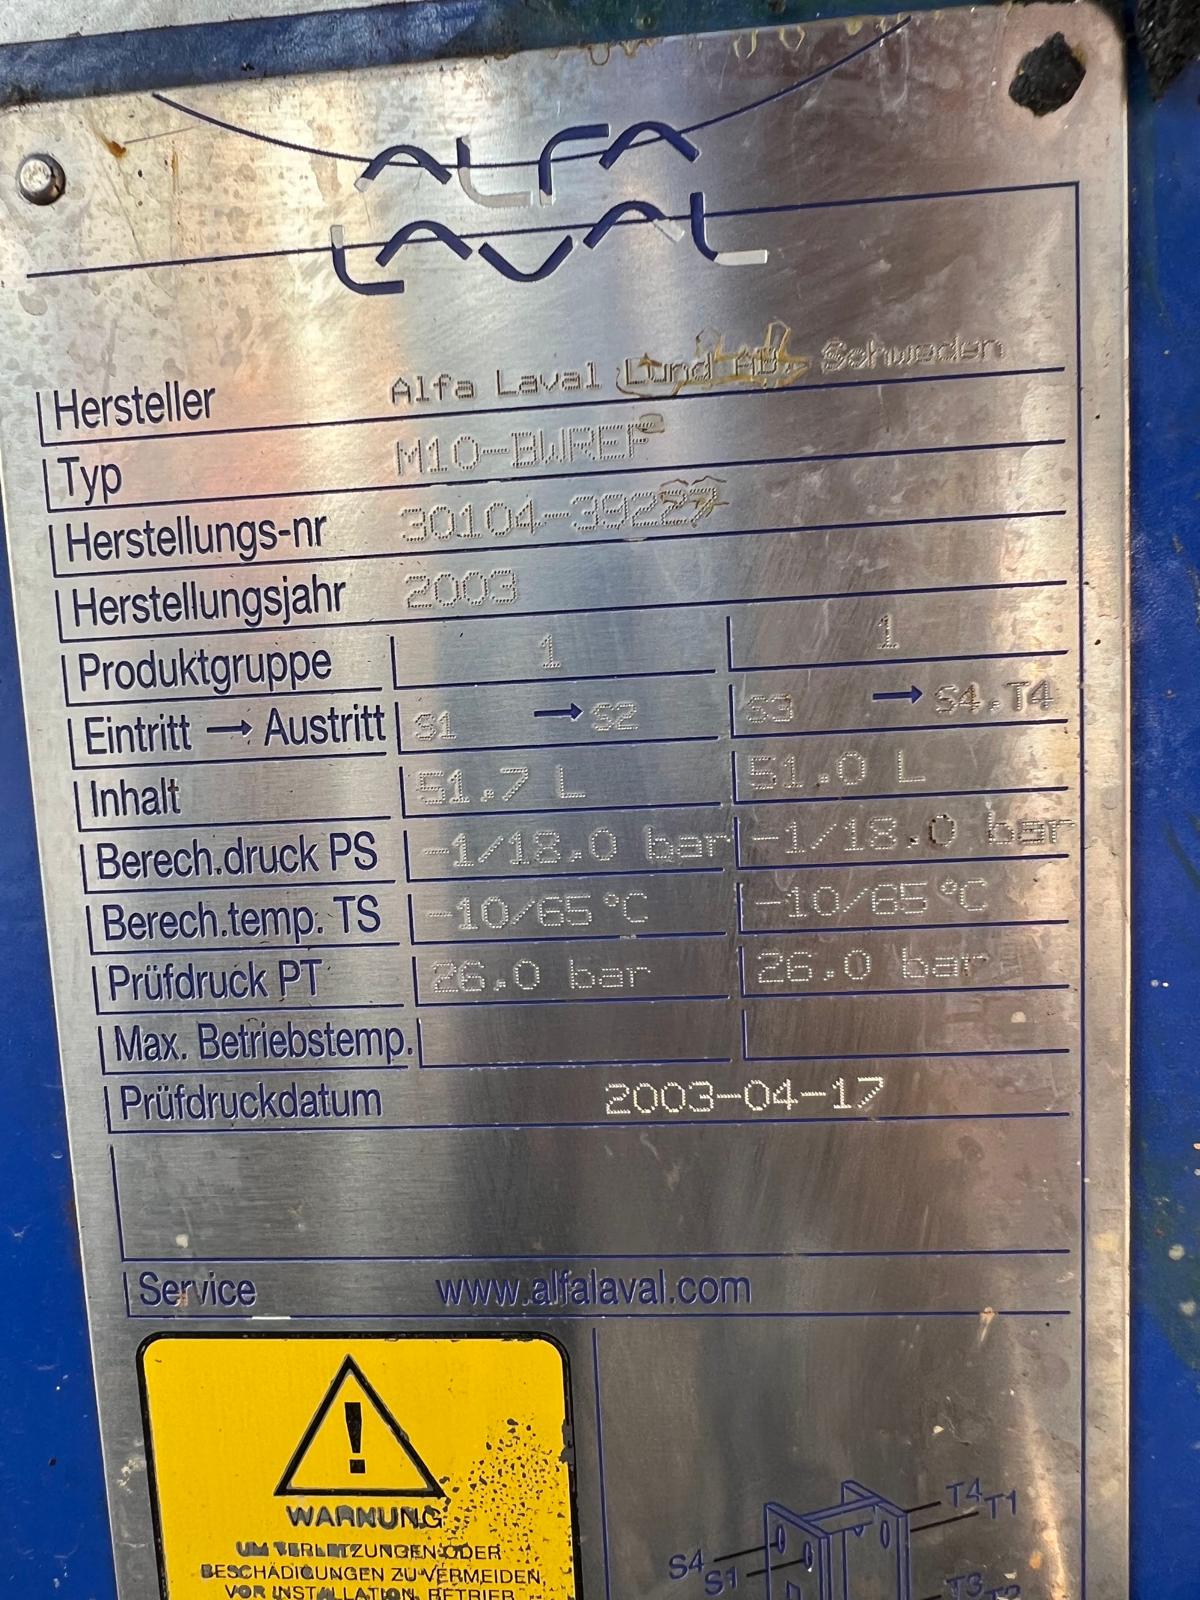 ALFA
LAVAL
Hersteller Alfa Laval Lund AB, Schweden
Typ M10-BWREF
Herstellungs-nr 30104-39227
Herstellungsjahr 2003
Produktgruppe 1 1
Eintritt → Austritt S1 → S2 S3 → S4.T4
Inhalt 51.7 L 51.0 L
Berech.druck PS -1/18.0 bar -1/18.0 bar
Berech.temp. TS -10/65°C -10/65°C
Prüfdruck PT 26.0 bar 26.0 bar
Max. Betriebstemp.
Prüfdruckdatum 2003-04-17
Service www.alfalaval.com
WARNUNG
UM VERLETZUNGEN ODER
BESCHÄDIGUNGEN ZU VERMEIDEN,
VOR INSTALLATION, BETRIEB
T4 T1
S4
S1
T3
T2